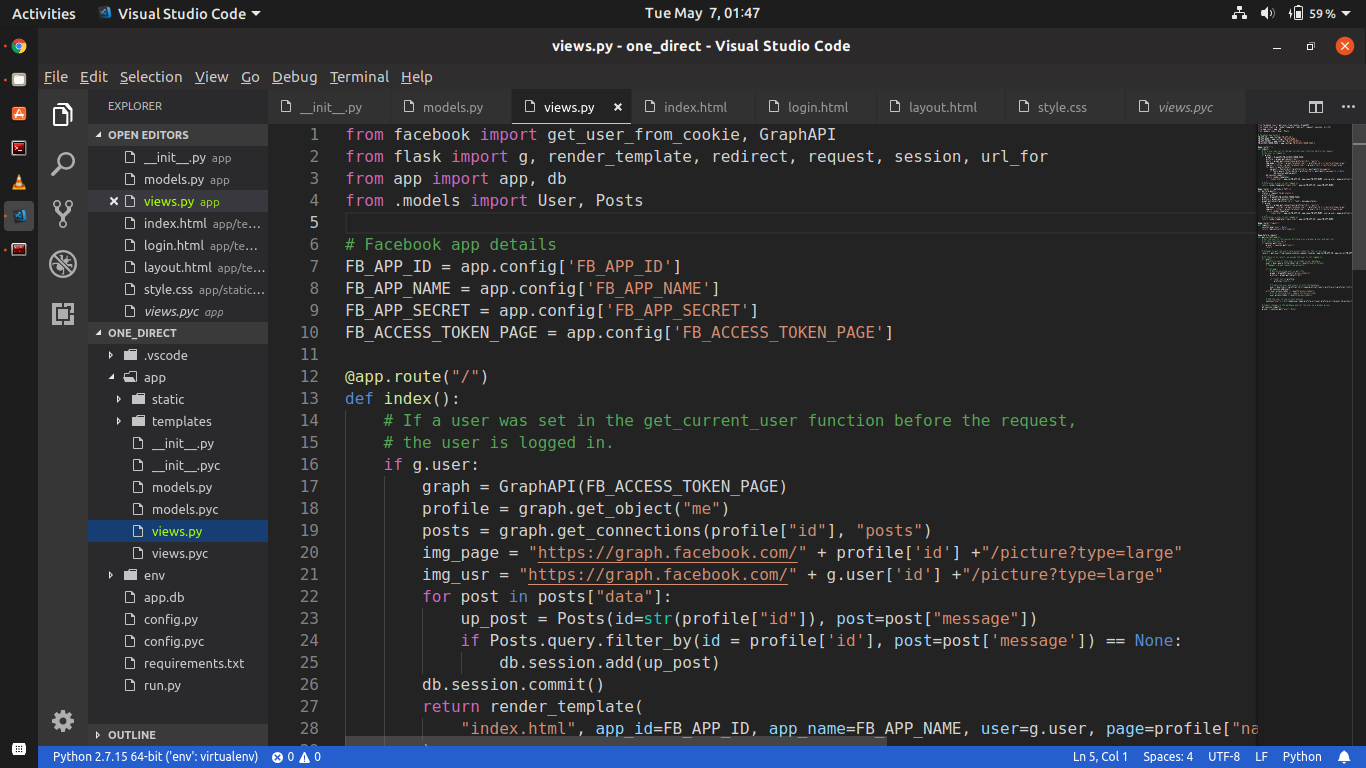 Activities Visual Studio Code Tue May 7, 01:47 59 %
views.py - one_direct - Visual Studio Code
File Edit Selection View Go Debug Terminal Help
EXPLORER __init__.py models.py views.py index.html login.html layout.html style.css views.pyc
OPEN EDITORS
__init__.py app
models.py app
views.py app
index.html app/te...
login.html app/te...
layout.html app/te...
style.css app/static...
views.pyc app
ONE_DIRECT
.vscode
app
static
templates
__init__.py
__init__.pyc
models.py
models.pyc
views.py
views.pyc
env
app.db
config.py
config.pyc
requirements.txt
run.py
OUTLINE
1 from facebook import get_user_from_cookie, GraphAPI
2 from flask import g, render_template, redirect, request, session, url_for
3 from app import app, db
4 from .models import User, Posts
5
6 # Facebook app details
7 FB_APP_ID = app.config['FB_APP_ID']
8 FB_APP_NAME = app.config['FB_APP_NAME']
9 FB_APP_SECRET = app.config['FB_APP_SECRET']
10 FB_ACCESS_TOKEN_PAGE = app.config['FB_ACCESS_TOKEN_PAGE']
11
12 @app.route("/")
13 def index():
14 # If a user was set in the get_current_user function before the request,
15 # the user is logged in.
16 if g.user:
17 graph = GraphAPI(FB_ACCESS_TOKEN_PAGE)
18 profile = graph.get_object("me")
19 posts = graph.get_connections(profile["id"], "posts")
20 img_page = "https://graph.facebook.com/" + profile['id'] +"/picture?type=large"
21 img_usr = "https://graph.facebook.com/" + g.user['id'] +"/picture?type=large"
22 for post in posts["data"]:
23 up_post = Posts(id=str(profile["id"]), post=post["message"])
24 if Posts.query.filter_by(id = profile['id'], post=post['message']) == None:
25 db.session.add(up_post)
26 db.session.commit()
27 return render_template(
28 "index.html", app_id=FB_APP_ID, app_name=FB_APP_NAME, user=g.user, page=profile["na
Python 2.7.15 64-bit ('env': virtualenv) 0 0 Ln 5, Col 1 Spaces: 4 UTF-8 LF Python